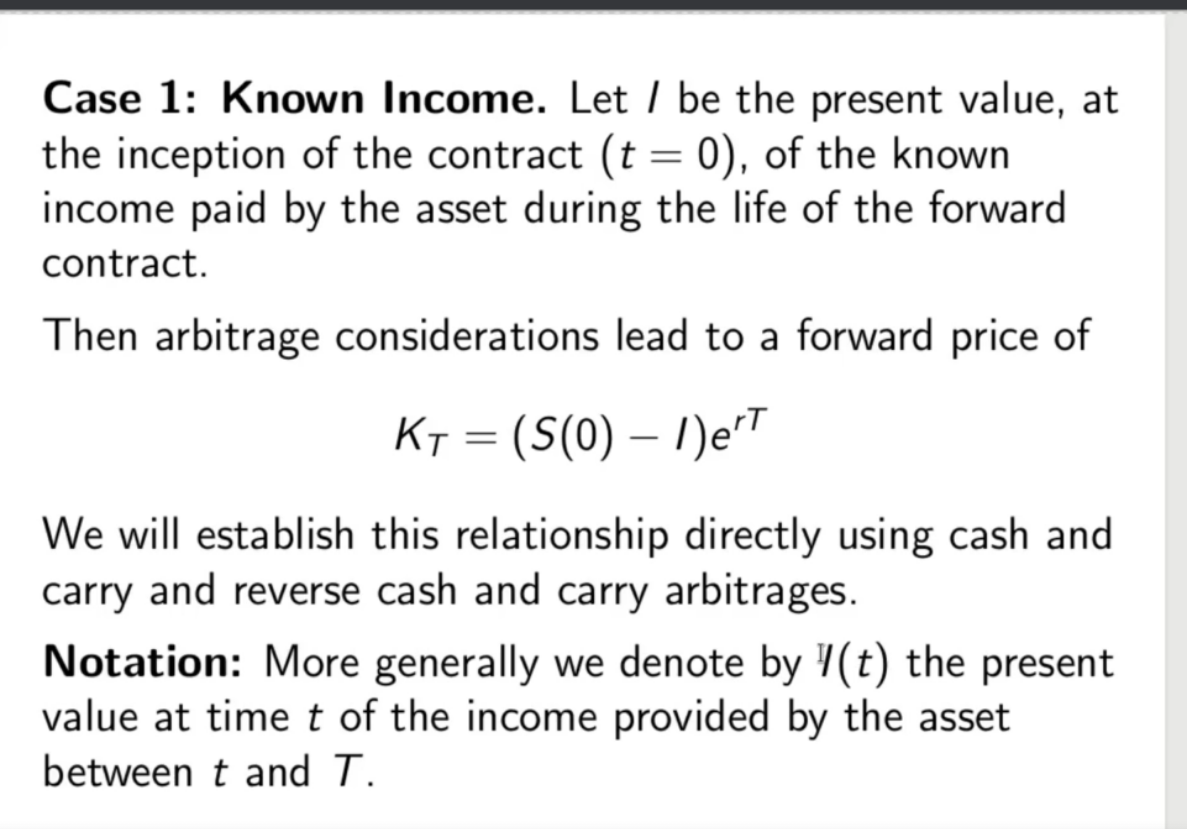 Case 1: Known Income. Let I be the present value, at
the inception of the contract (t = 0), of the known
income paid by the asset during the life of the forward
contract.
Then arbitrage considerations lead to a forward price of
K_T = (S(0) – I)e^{rT}
We will establish this relationship directly using cash and
carry and reverse cash and carry arbitrages.
Notation: More generally we denote by I(t) the present
value at time t of the income provided by the asset
between t and T.